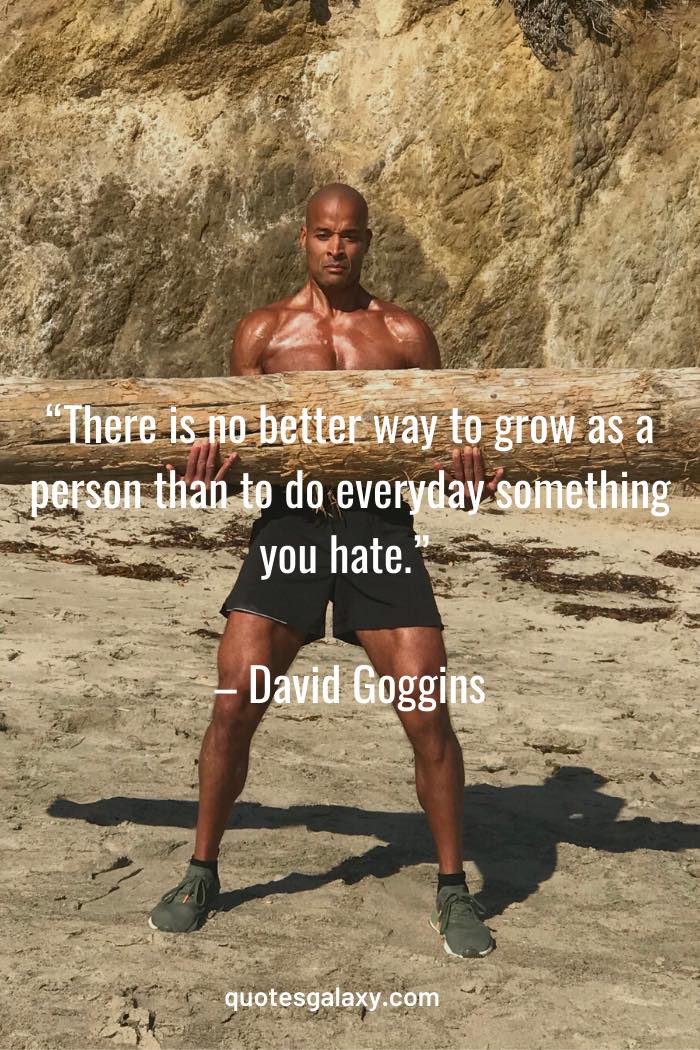 “There is no better way to grow as a
person than to do everyday something
you hate.”
– David Goggins
quotesgalaxy.com